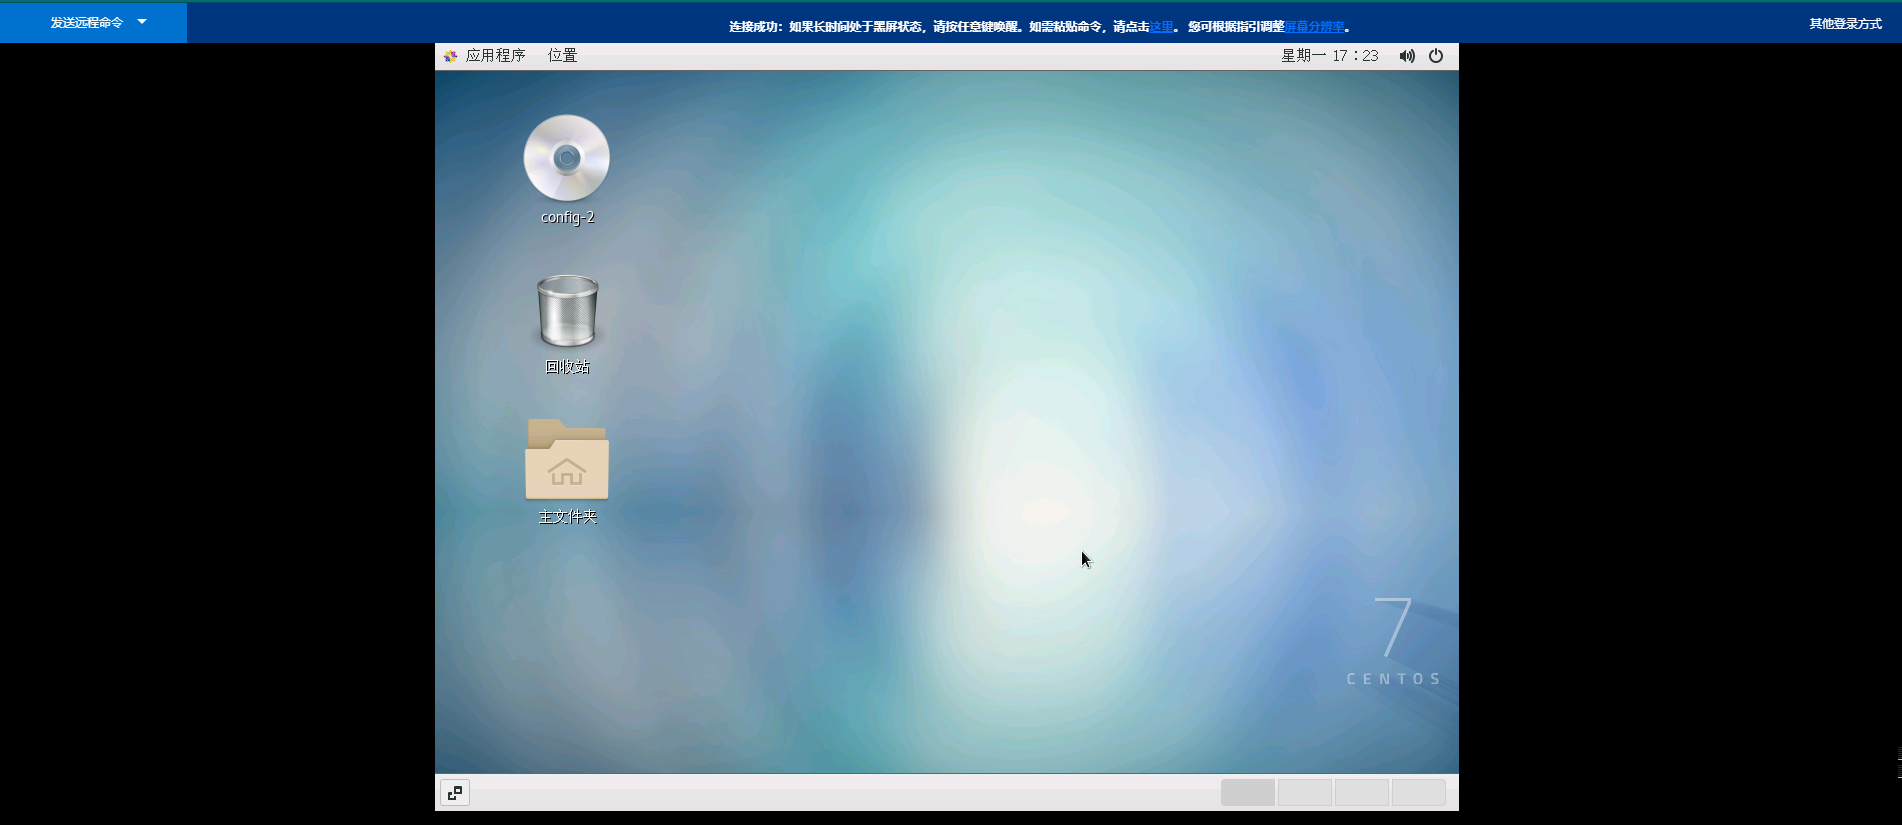 发送远程命令
连接成功：如果长时间处于黑屏状态，请按任意键唤醒。如需粘贴命令，请点击这里。 您可根据指引调整屏幕分辨率。
其他登录方式
应用程序 位置 星期一 17：23
config-2
回收站
主文件夹
7
CENTOS